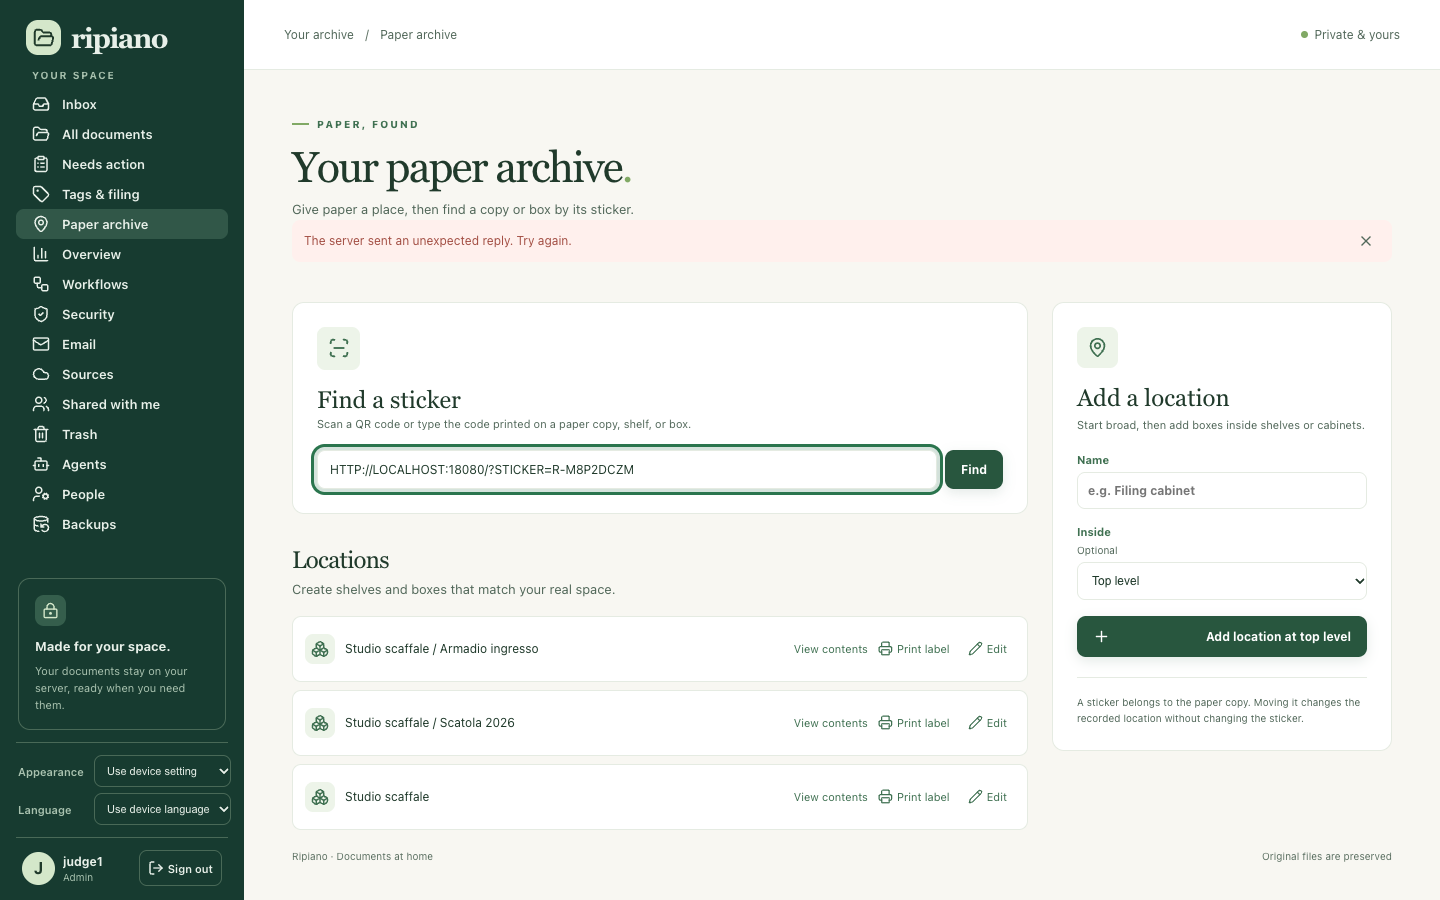 ripiano
YOUR SPACE
Inbox
All documents
Needs action
Tags & filing
Paper archive
Overview
Workflows
Security
Email
Sources
Shared with me
Trash
Agents
People
Backups
Made for your space.
Your documents stay on your
server, ready when you need
them.
Appearance
Use device setting
Language
Use device language
J
judge1
Admin
Sign out
Your archive / Paper archive
Private & yours
PAPER, FOUND
Your paper archive.
Give paper a place, then find a copy or box by its sticker.
The server sent an unexpected reply. Try again.
Find a sticker
Scan a QR code or type the code printed on a paper copy, shelf, or box.
HTTP://LOCALHOST:18080/?STICKER=R-M8P2DCZM
Find
Locations
Create shelves and boxes that match your real space.
Studio scaffale / Armadio ingresso
View contents
Print label
Edit
Studio scaffale / Scatola 2026
View contents
Print label
Edit
Studio scaffale
View contents
Print label
Edit
Add a location
Start broad, then add boxes inside shelves or cabinets.
Name
e.g. Filing cabinet
Inside
Optional
Top level
Add location at top level
A sticker belongs to the paper copy. Moving it changes the
recorded location without changing the sticker.
Ripiano · Documents at home
Original files are preserved